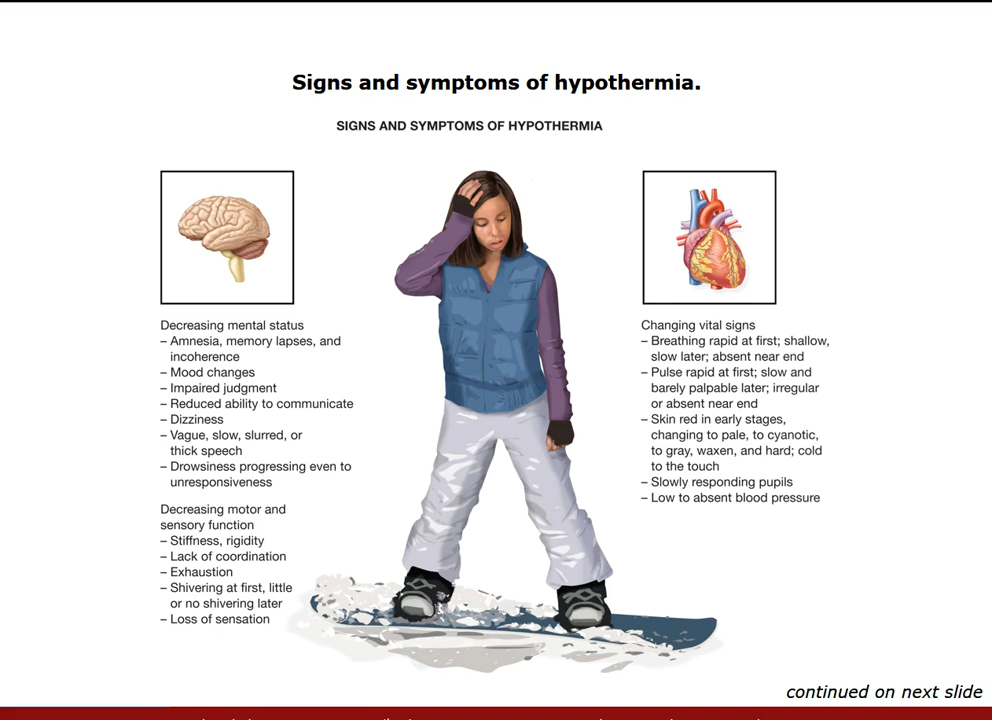 Signs and symptoms of hypothermia.
SIGNS AND SYMPTOMS OF HYPOTHERMIA
Decreasing mental status
– Amnesia, memory lapses, and
incoherence
– Mood changes
– Impaired judgment
– Reduced ability to communicate
– Dizziness
– Vague, slow, slurred, or
thick speech
– Drowsiness progressing even to
unresponsiveness
Decreasing motor and
sensory function
– Stiffness, rigidity
– Lack of coordination
– Exhaustion
– Shivering at first, little
or no shivering later
– Loss of sensation
Changing vital signs
– Breathing rapid at first; shallow,
slow later; absent near end
– Pulse rapid at first; slow and
barely palpable later; irregular
or absent near end
– Skin red in early stages,
changing to pale, to cyanotic,
to gray, waxen, and hard; cold
to the touch
– Slowly responding pupils
– Low to absent blood pressure
continued on next slide